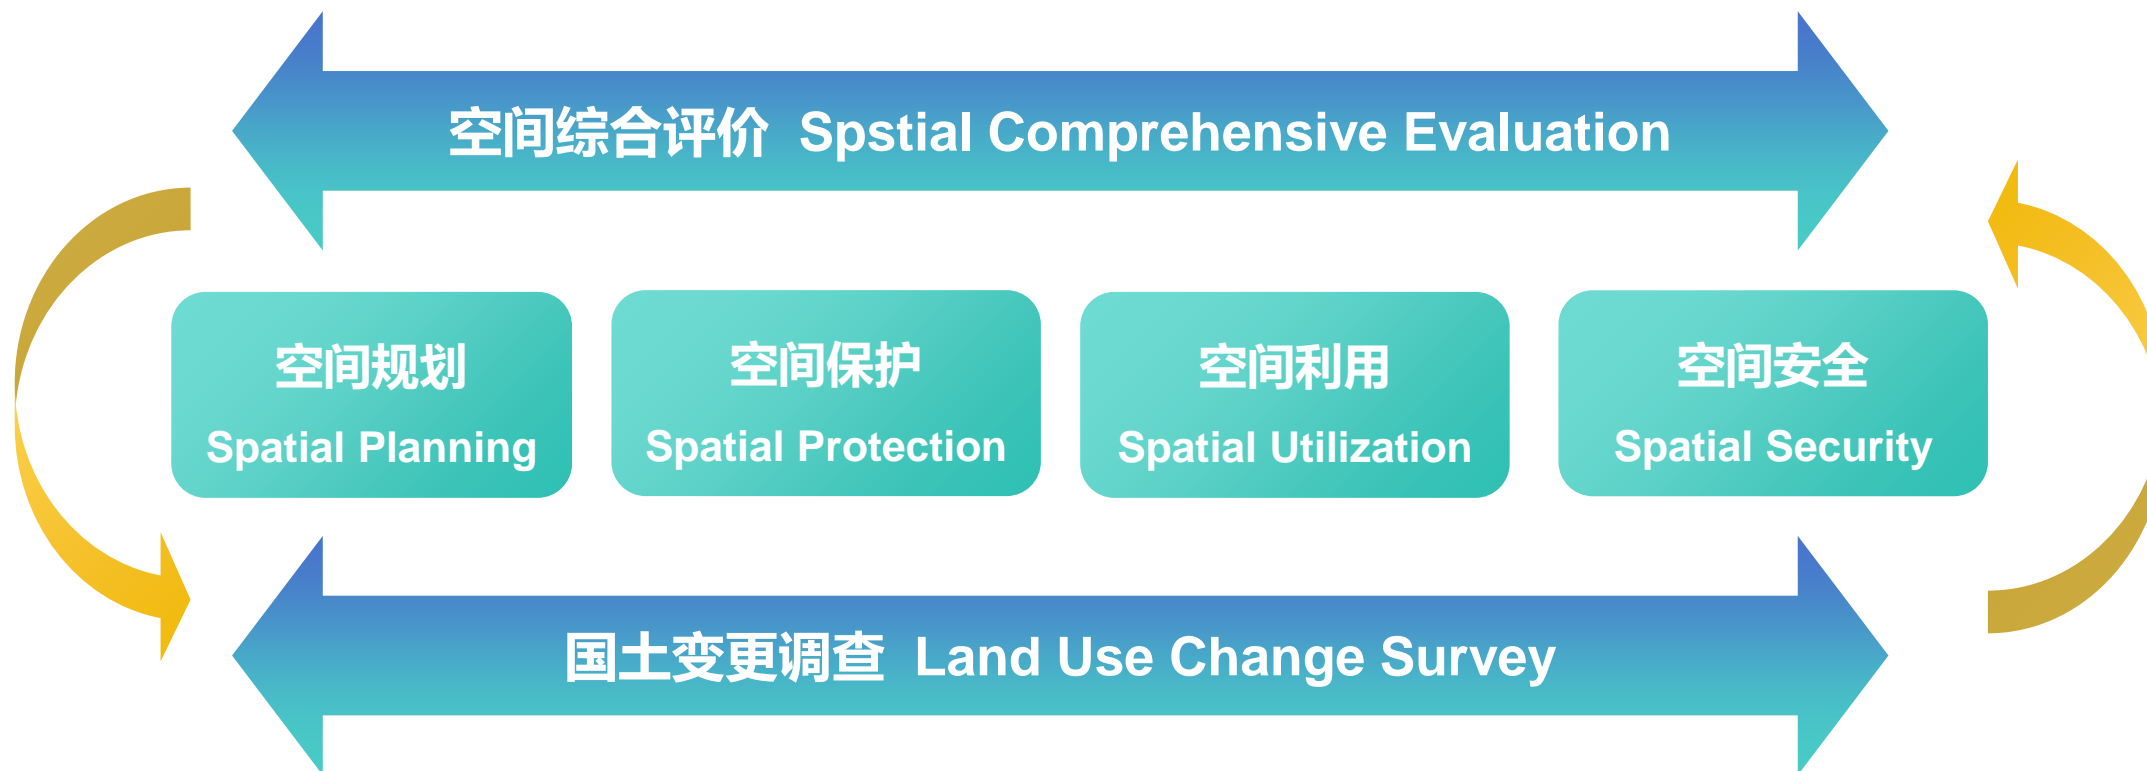 空间综合评价 Spstial Comprehensive Evaluation
空间规划
Spatial Planning
空间保护
Spatial Protection
空间利用
Spatial Utilization
空间安全
Spatial Security
国土变更调查 Land Use Change Survey